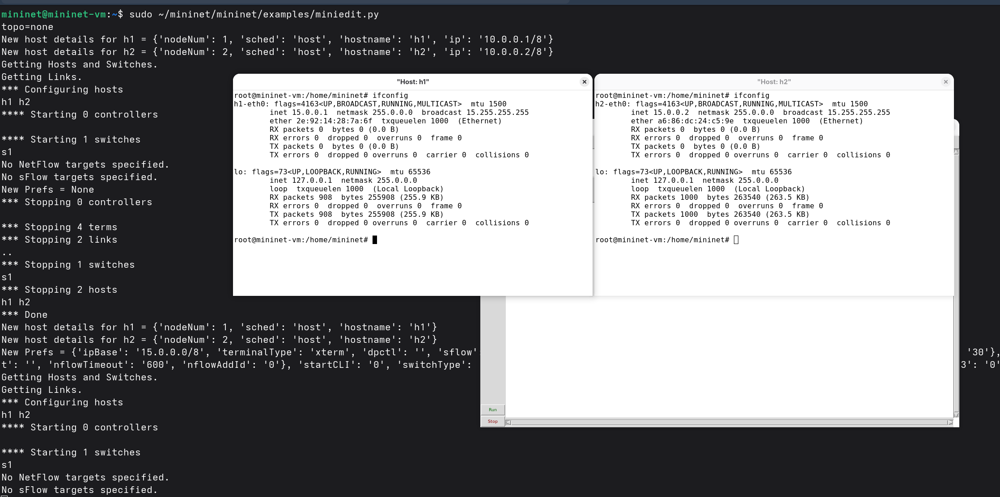 mininet@mininet-vm:~$ sudo ~/mininet/mininet/examples/miniedit.py
topo=none
New host details for h1 = {'nodeNum': 1, 'sched': 'host', 'hostname': 'h1', 'ip': '10.0.0.1/8'}
New host details for h2 = {'nodeNum': 2, 'sched': 'host', 'hostname': 'h2', 'ip': '10.0.0.2/8'}
Getting Hosts and Switches.
Getting Links.
*** Configuring hosts
h1 h2
**** Starting 0 controllers
**** Starting 1 switches
s1
No NetFlow targets specified.
No sFlow targets specified.
New Prefs = None
*** Stopping 0 controllers
*** Stopping 4 terms
*** Stopping 2 links
..
*** Stopping 1 switches
s1
*** Stopping 2 hosts
h1 h2
*** Done
New host details for h1 = {'nodeNum': 1, 'sched': 'host', 'hostname': 'h1'}
New host details for h2 = {'nodeNum': 2, 'sched': 'host', 'hostname': 'h2'}
New Prefs = {'ipBase': '15.0.0.0/8', 'terminalType': 'xterm', 'dpctl': '', 'sflow': '30'},
t': '', 'nflowTimeout': '600', 'nflowAddId': '0'}, 'startCLI': '0', 'switchType': 3': '0'
Getting Hosts and Switches.
Getting Links.
*** Configuring hosts
h1 h2
**** Starting 0 controllers
**** Starting 1 switches
s1
No NetFlow targets specified.
No sFlow targets specified.
"Host: h1"
root@mininet-vm:/home/mininet# ifconfig
h1-eth0: flags=4163<UP,BROADCAST,RUNNING,MULTICAST>  mtu 1500
        inet 15.0.0.1  netmask 255.0.0.0  broadcast 15.255.255.255
        ether 2e:92:14:28:7a:6f  txqueuelen 1000  (Ethernet)
        RX packets 0  bytes 0 (0.0 B)
        RX errors 0  dropped 0  overruns 0  frame 0
        TX packets 0  bytes 0 (0.0 B)
        TX errors 0  dropped 0 overruns 0  carrier 0  collisions 0
lo: flags=73<UP,LOOPBACK,RUNNING>  mtu 65536
        inet 127.0.0.1  netmask 255.0.0.0
        loop  txqueuelen 1000  (Local Loopback)
        RX packets 908  bytes 255908 (255.9 KB)
        RX errors 0  dropped 0  overruns 0  frame 0
        TX packets 908  bytes 255908 (255.9 KB)
        TX errors 0  dropped 0 overruns 0  carrier 0  collisions 0
root@mininet-vm:/home/mininet#
"Host: h2"
root@mininet-vm:/home/mininet# ifconfig
h2-eth0: flags=4163<UP,BROADCAST,RUNNING,MULTICAST>  mtu 1500
        inet 15.0.0.2  netmask 255.0.0.0  broadcast 15.255.255.255
        ether a6:86:dc:24:c5:9e  txqueuelen 1000  (Ethernet)
        RX packets 0  bytes 0 (0.0 B)
        RX errors 0  dropped 0  overruns 0  frame 0
        TX packets 0  bytes 0 (0.0 B)
        TX errors 0  dropped 0 overruns 0  carrier 0  collisions 0
lo: flags=73<UP,LOOPBACK,RUNNING>  mtu 65536
        inet 127.0.0.1  netmask 255.0.0.0
        loop  txqueuelen 1000  (Local Loopback)
        RX packets 1000  bytes 263540 (263.5 KB)
        RX errors 0  dropped 0  overruns 0  frame 0
        TX packets 1000  bytes 263540 (263.5 KB)
        TX errors 0  dropped 0 overruns 0  carrier 0  collisions 0
root@mininet-vm:/home/mininet#
Run
Stop